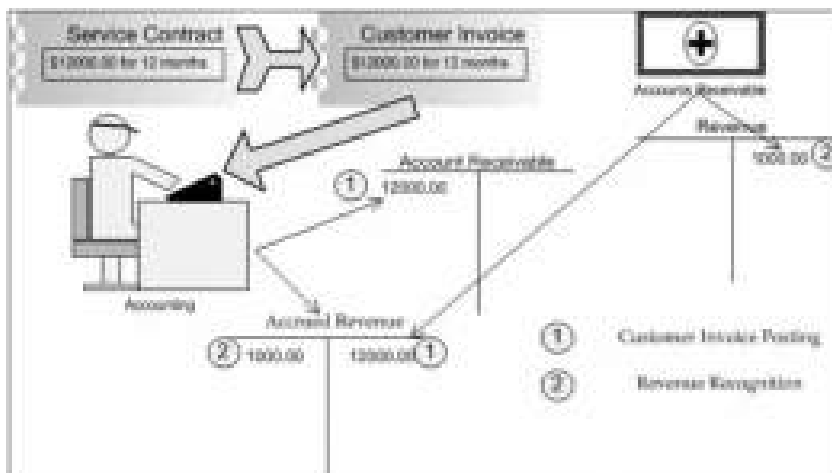 Service Contract
$12000.00 for 12 months
Customer Invoice
$12000.00 for 12 months
Accounts Receivable
Revenue
1000.00 2
Account Receivable
1 12000.00
Accounting
Accrued Revenue
2 1000.00 12000.00 1
1 Customer Invoice Posting
2 Revenue Recognition